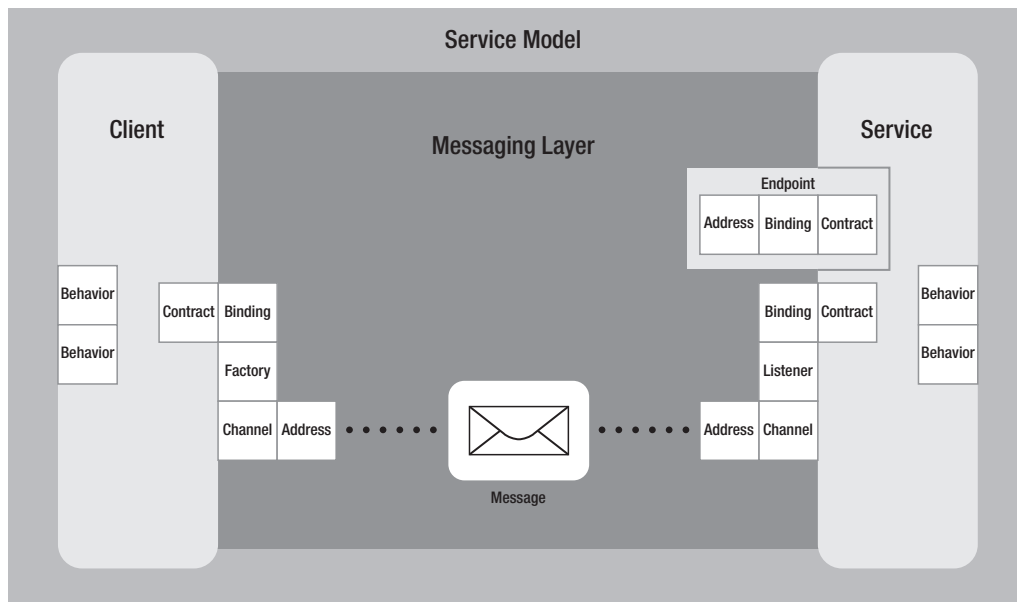 Service Model
Client
Service
Messaging Layer
Endpoint
Address Binding Contract
Behavior
Contract Binding
Binding Contract
Behavior
Behavior
Factory
Listener
Behavior
Channel Address
Address Channel
Message